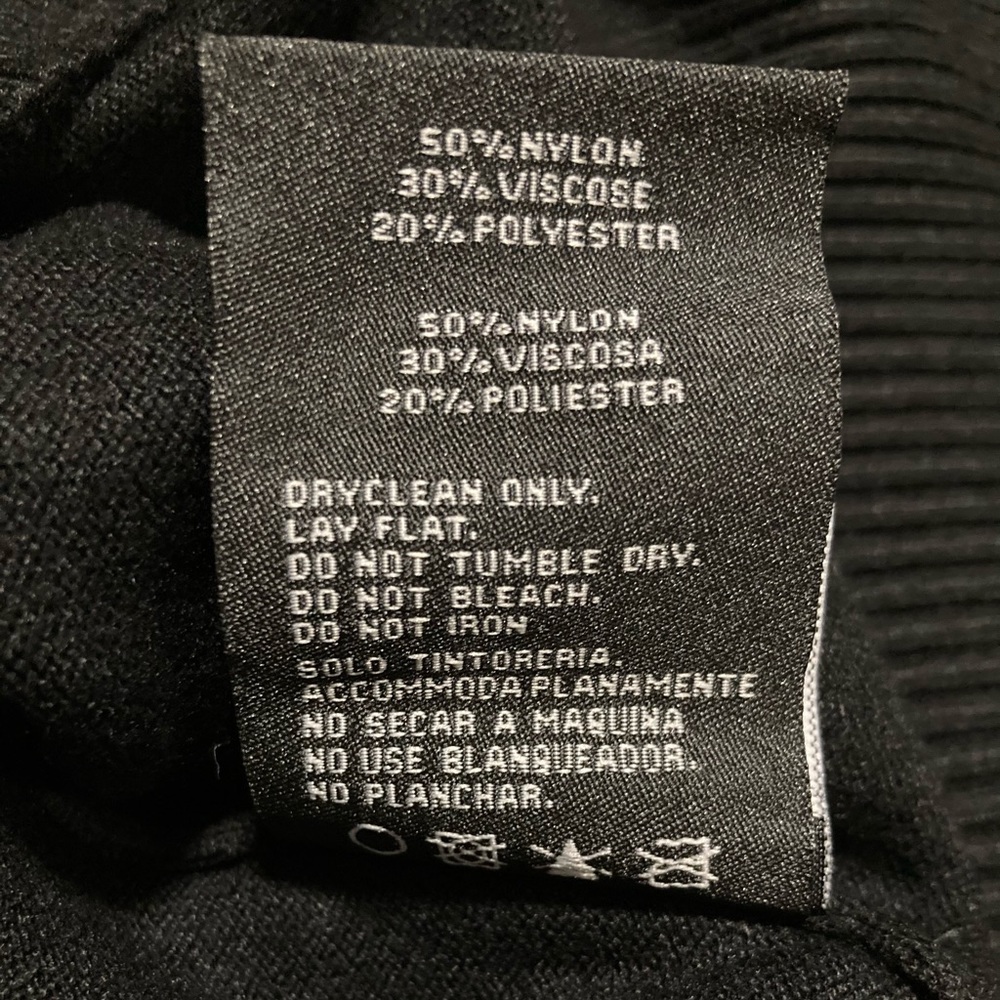 50% NYLON
30% VISCOSE
20% POLYESTER
50% NYLON
30% VISCOSA
20% POLIESTER
DRYCLEAN ONLY.
LAY FLAT.
DO NOT TUMBLE DRY.
DO NOT BLEACH.
DO NOT IRON
SOLO TINTORERIA.
ACCOMMODA PLANAMENTE
NO SECAR A MAQUINA
NO USE BLANQUEADOR.
NO PLANCHAR.